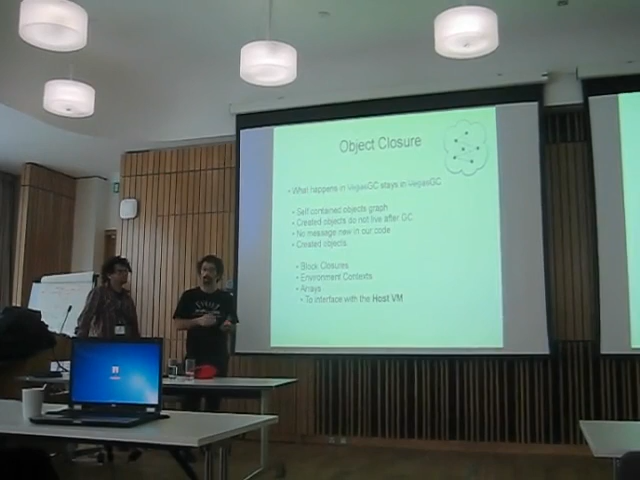 Object Closure
• What happens in VegasGC stays in VegasGC
• Self contained objects graph
• Created objects do not live after GC
• No message new in our code
• Created objects
• Block Closures
• Environment Contexts
• Arrays
• To interface with the Host VM